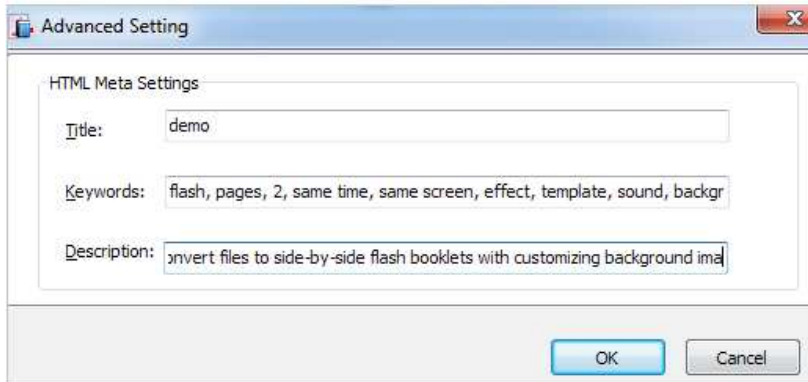 Advanced Setting
HTML Meta Settings
Title: demo
Keywords: flash, pages, 2, same time, same screen, effect, template, sound, backgr
Description: onvert files to side-by-side flash booklets with customizing background ima
OK Cancel